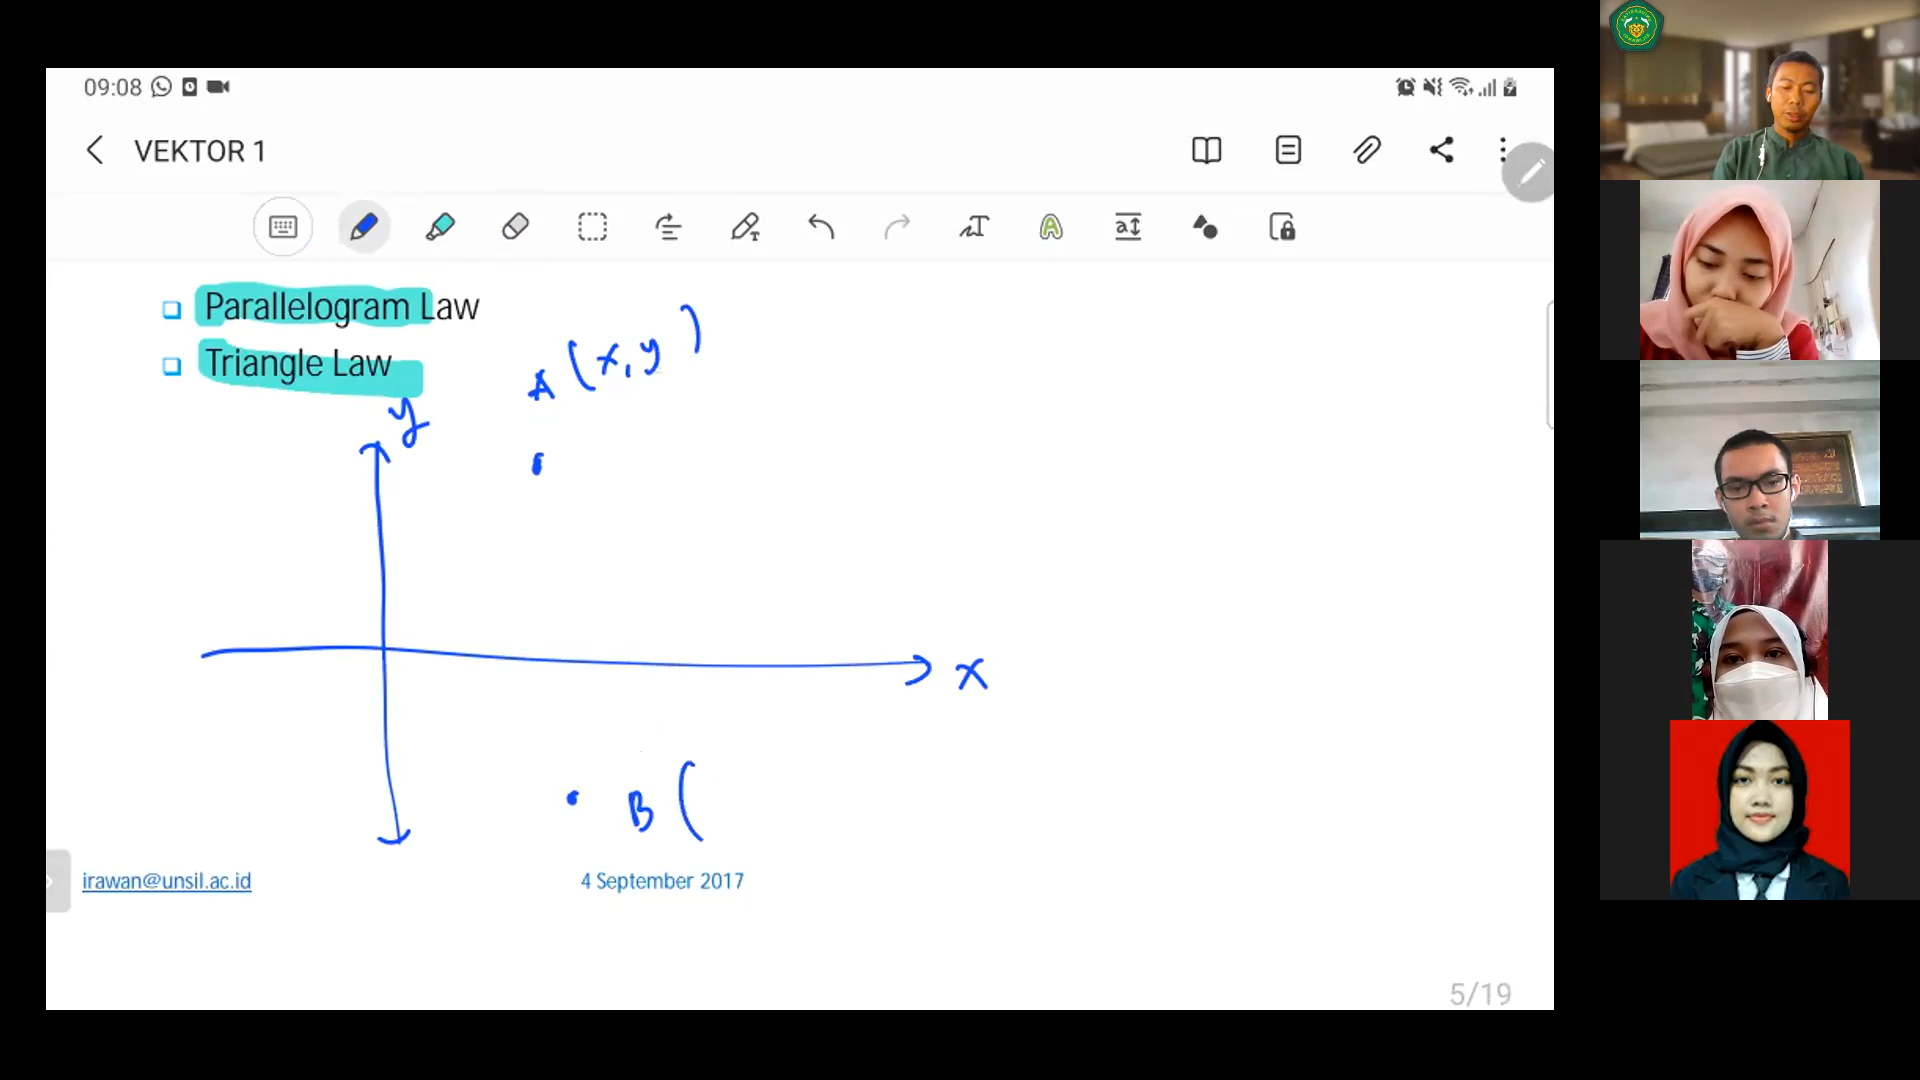 09:08
VEKTOR 1
Parallelogram Law
Triangle Law
A (x, y)
y
x
B (
irawan@unsil.ac.id
4 September 2017
5/19